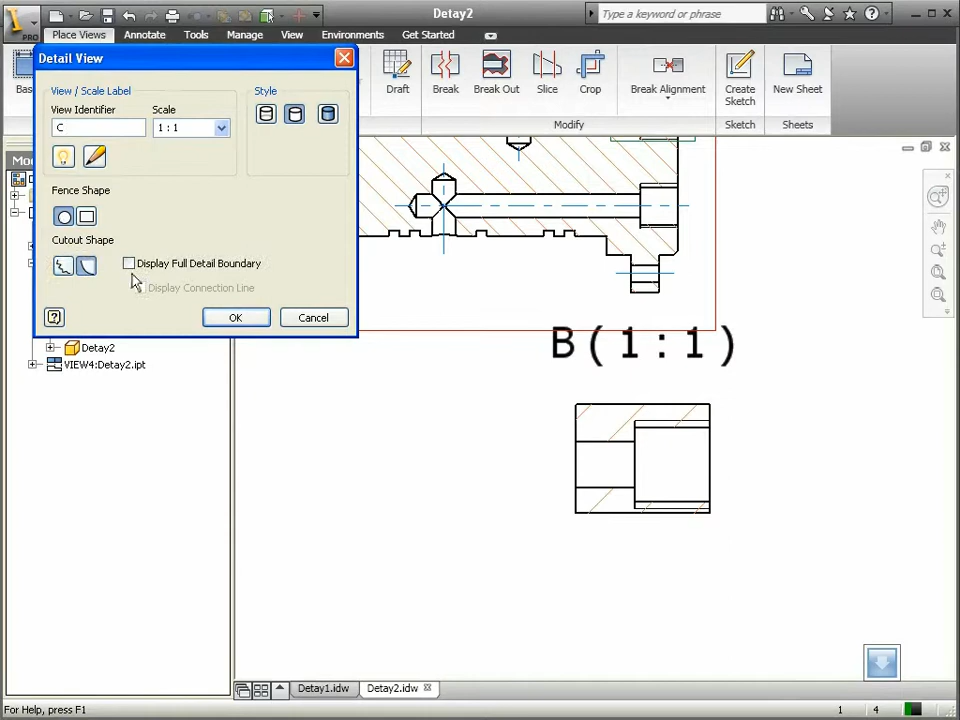 Detay2
Type a keyword or phrase
PRO
Place Views
Annotate
Tools
Manage
View
Environments
Get Started
Draft
Break
Break Out
Slice
Crop
Break Alignment
Create
Sketch
New Sheet
Modify
Sketch
Sheets
Detail View
View / Scale Label
Style
View Identifier
Scale
C
1 : 1
Fence Shape
Cutout Shape
Display Full Detail Boundary
Display Connection Line
OK
Cancel
Detay2
VIEW4:Detay2.ipt
B(1:1)
Detay1.idw
Detay2.idw
For Help, press F1
1
4